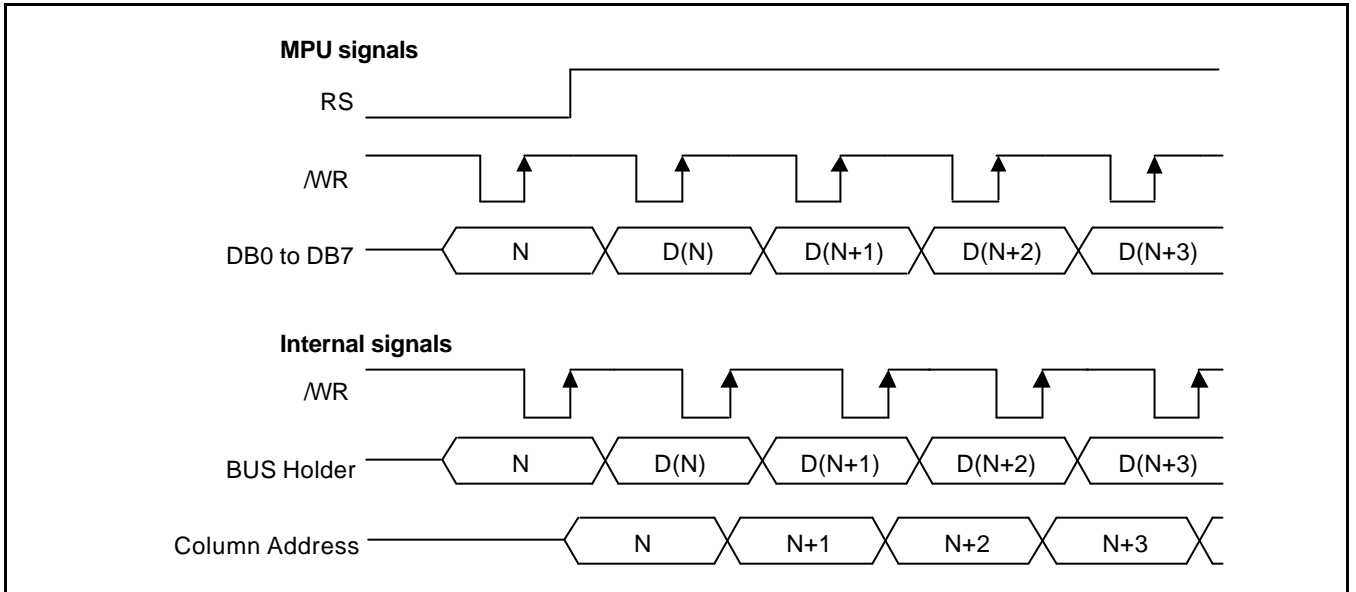 MPU signals
RS
/WR
DB0 to DB7 N D(N) D(N+1) D(N+2) D(N+3)
Internal signals
/WR
BUS Holder N D(N) D(N+1) D(N+2) D(N+3)
Column Address N N+1 N+2 N+3